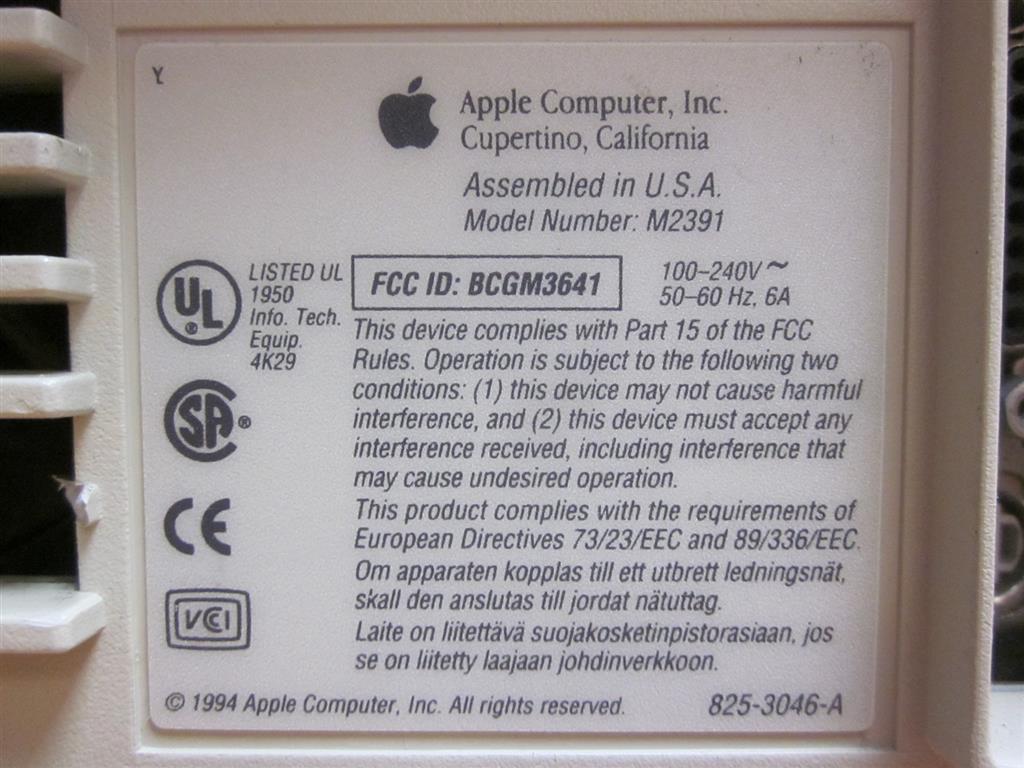 Y
Apple Computer, Inc.
Cupertino, California
Assembled in U.S.A.
Model Number: M2391
UL ®
LISTED UL
1950
Info. Tech.
Equip.
4K29
FCC ID: BCGM3641
100–240V ~
50–60 Hz, 6A
This device complies with Part 15 of the FCC
Rules. Operation is subject to the following two
conditions: (1) this device may not cause harmful
interference, and (2) this device must accept any
interference received, including interference that
may cause undesired operation.
SA ®
CE
This product complies with the requirements of
European Directives 73/23/EEC and 89/336/EEC.
Om apparaten kopplas till ett utbrett ledningsnät,
skall den anslutas till jordat nätuttag.
VCI
Laite on liitettävä suojakosketinpistorasiaan, jos
se on liitetty laajaan johdinverkkoon.
© 1994 Apple Computer, Inc. All rights reserved.
825-3046-A